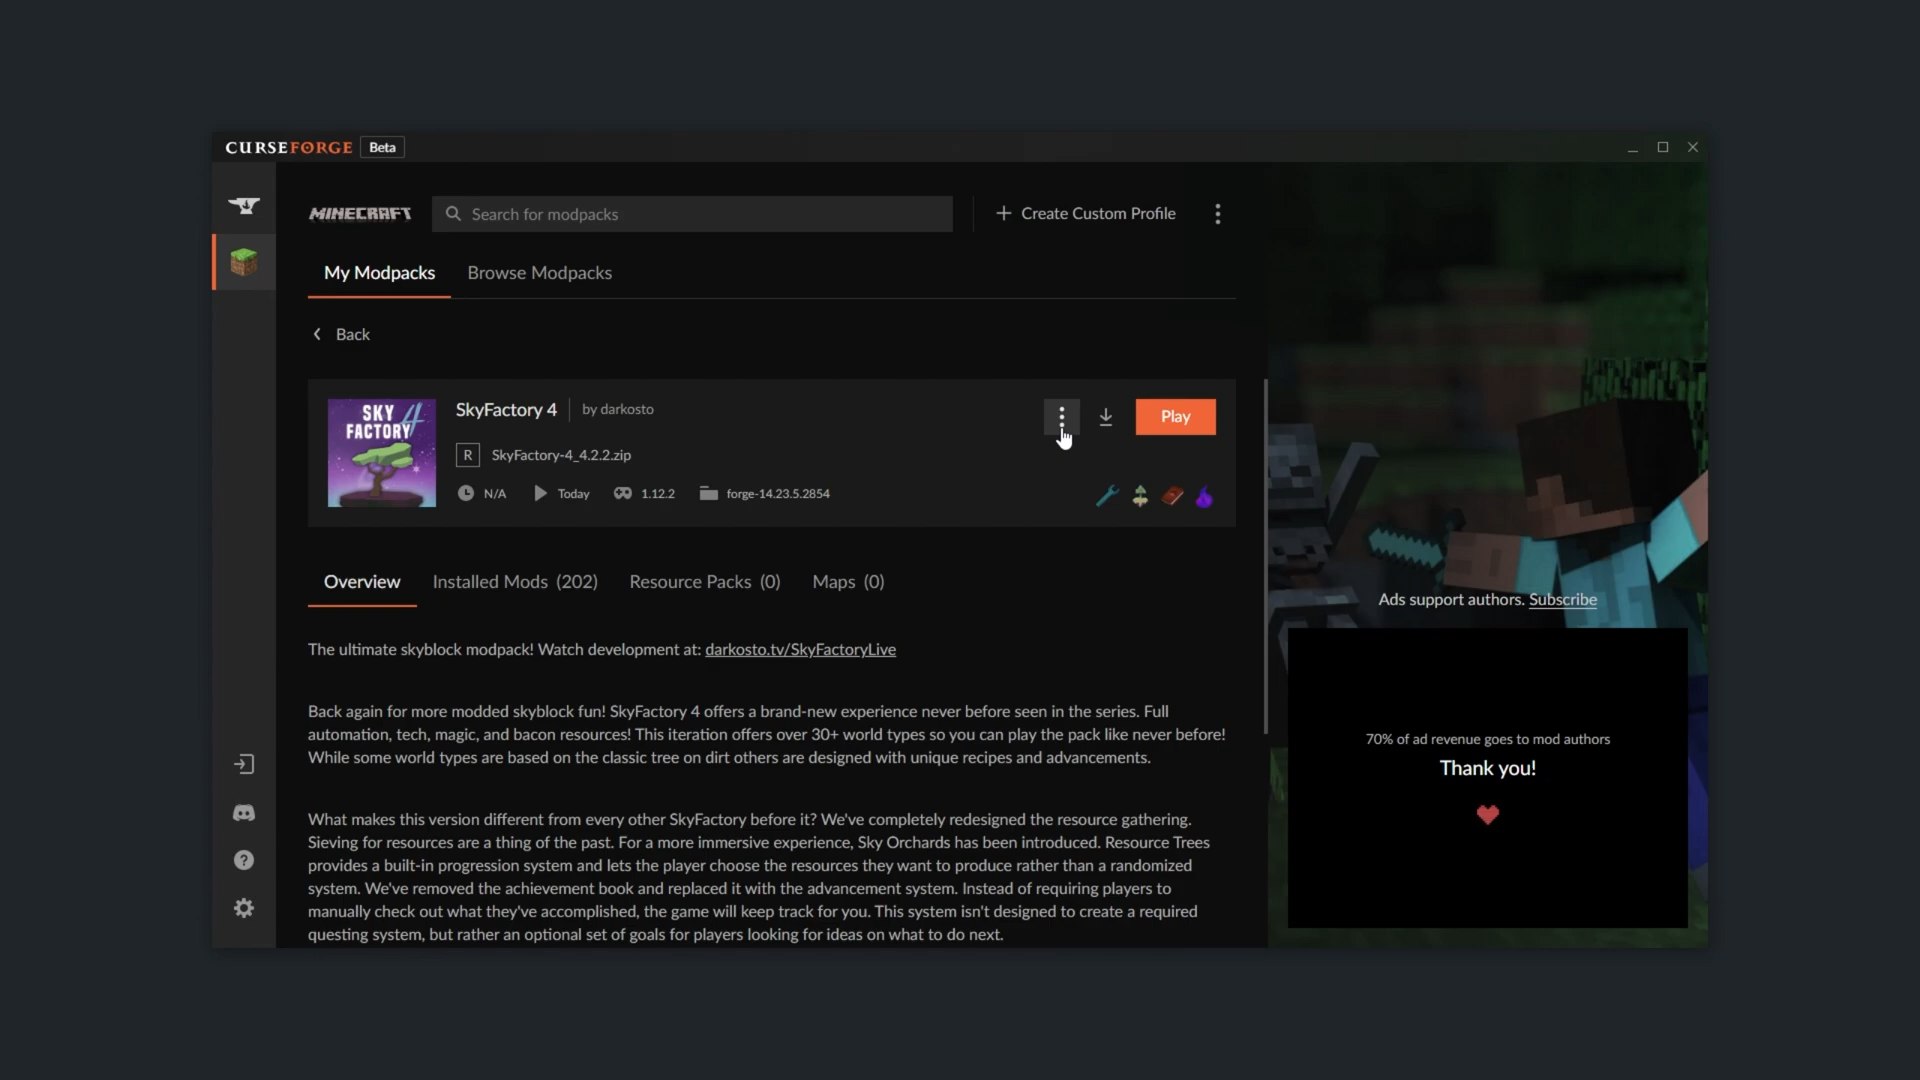 CURSEFORGE Beta
MINECRAFT
Search for modpacks
Create Custom Profile
My Modpacks
Browse Modpacks
Back
SKY FACTORY 4
SkyFactory 4
by darkosto
Play
R SkyFactory-4_4.2.2.zip
N/A
Today
1.12.2
forge-14.23.5.2854
Overview
Installed Mods (202)
Resource Packs (0)
Maps (0)
The ultimate skyblock modpack! Watch development at: darkosto.tv/SkyFactoryLive
Back again for more modded skyblock fun! SkyFactory 4 offers a brand-new experience never before seen in the series. Full
automation, tech, magic, and bacon resources! This iteration offers over 30+ world types so you can play the pack like never before!
While some world types are based on the classic tree on dirt others are designed with unique recipes and advancements.
What makes this version different from every other SkyFactory before it? We've completely redesigned the resource gathering.
Sieving for resources are a thing of the past. For a more immersive experience, Sky Orchards has been introduced. Resource Trees
provides a built-in progression system and lets the player choose the resources they want to produce rather than a randomized
system. We've removed the achievement book and replaced it with the advancement system. Instead of requiring players to
manually check out what they've accomplished, the game will keep track for you. This system isn't designed to create a required
questing system, but rather an optional set of goals for players looking for ideas on what to do next.
Ads support authors. Subscribe
70% of ad revenue goes to mod authors
Thank you!